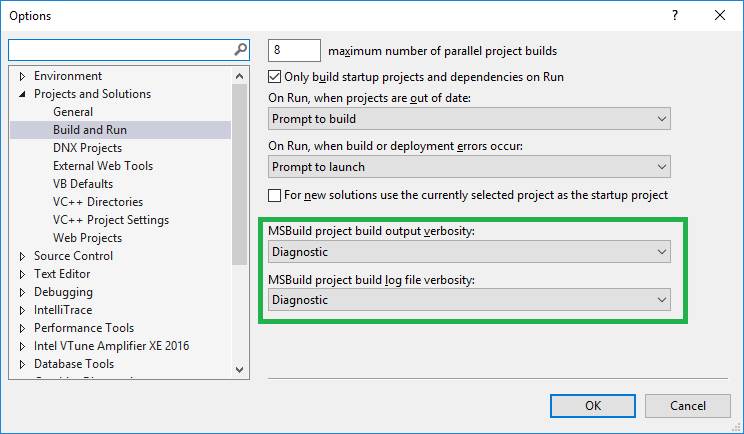 Options
?
Environment
Projects and Solutions
General
Build and Run
DNX Projects
External Web Tools
VB Defaults
VC++ Directories
VC++ Project Settings
Web Projects
Source Control
Text Editor
Debugging
IntelliTrace
Performance Tools
Intel VTune Amplifier XE 2016
Database Tools
8 maximum number of parallel project builds
Only build startup projects and dependencies on Run
On Run, when projects are out of date:
Prompt to build
On Run, when build or deployment errors occur:
Prompt to launch
For new solutions use the currently selected project as the startup project
MSBuild project build output verbosity:
Diagnostic
MSBuild project build log file verbosity:
Diagnostic
OK
Cancel